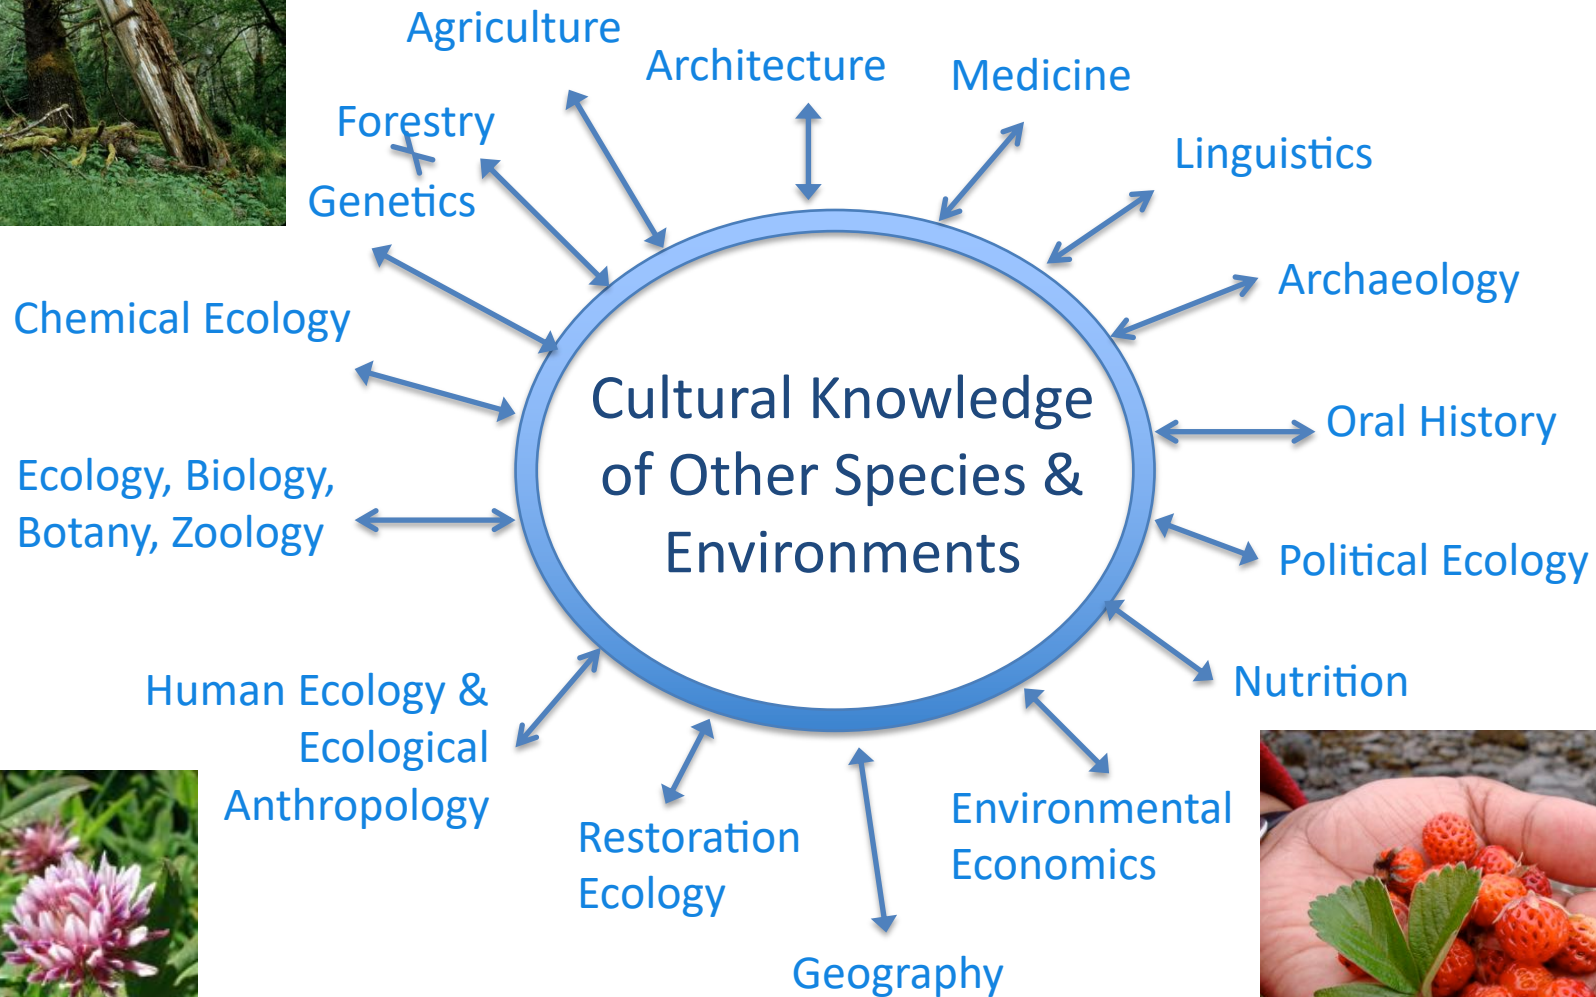 Agriculture
Architecture
Medicine
Forestry
Linguistics
Genetics
Archaeology
Chemical Ecology
Cultural Knowledge
of Other Species &
Environments
Oral History
Ecology, Biology,
Botany, Zoology
Political Ecology
Human Ecology &
Ecological
Anthropology
Nutrition
Restoration
Ecology
Environmental
Economics
Geography